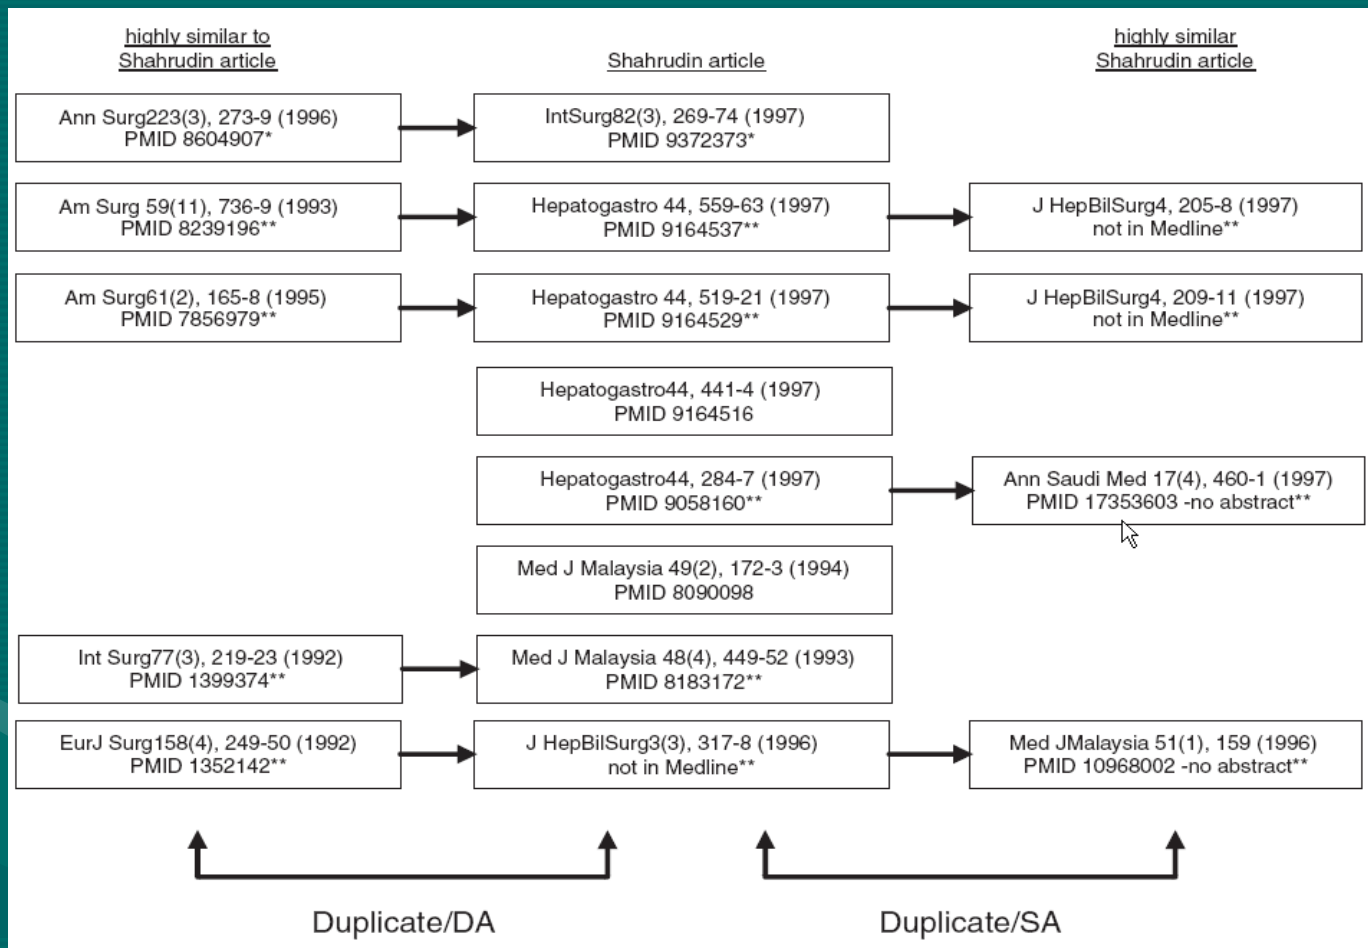 highly similar to
Shahrudin article
Shahrudin article
highly similar
Shahrudin article
Ann Surg223(3), 273-9 (1996)
PMID 8604907*
IntSurg82(3), 269-74 (1997)
PMID 9372373*
Am Surg 59(11), 736-9 (1993)
PMID 8239196**
Hepatogastro 44, 559-63 (1997)
PMID 9164537**
J HepBilSurg4, 205-8 (1997)
not in Medline**
Am Surg61(2), 165-8 (1995)
PMID 7856979**
Hepatogastro 44, 519-21 (1997)
PMID 9164529**
J HepBilSurg4, 209-11 (1997)
not in Medline**
Hepatogastro44, 441-4 (1997)
PMID 9164516
Hepatogastro44, 284-7 (1997)
PMID 9058160**
Ann Saudi Med 17(4), 460-1 (1997)
PMID 17353603 -no abstract**
Med J Malaysia 49(2), 172-3 (1994)
PMID 8090098
Int Surg77(3), 219-23 (1992)
PMID 1399374**
Med J Malaysia 48(4), 449-52 (1993)
PMID 8183172**
EurJ Surg158(4), 249-50 (1992)
PMID 1352142**
J HepBilSurg3(3), 317-8 (1996)
not in Medline**
Med JMalaysia 51(1), 159 (1996)
PMID 10968002 -no abstract**
Duplicate/DA
Duplicate/SA